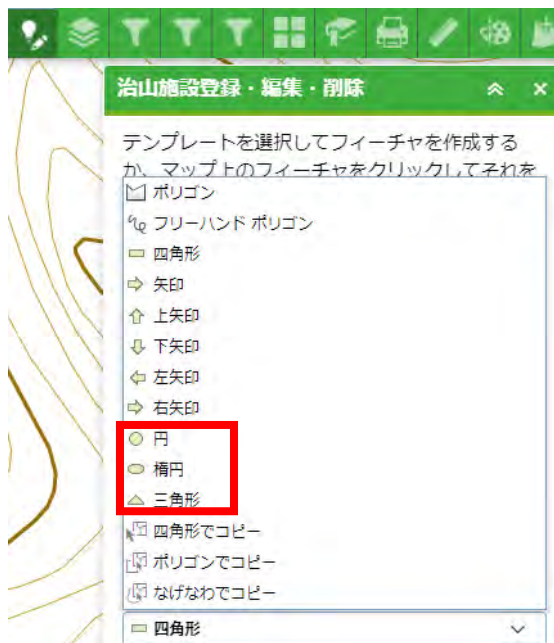 治山施設登録・編集・削除
テンプレートを選択してフィーチャを作成する
か、マップ上のフィーチャをクリックしてそれを
ポリゴン
フリーハンド ポリゴン
四角形
矢印
上矢印
下矢印
左矢印
右矢印
円
楕円
三角形
四角形でコピー
ポリゴンでコピー
なげなわでコピー
四角形